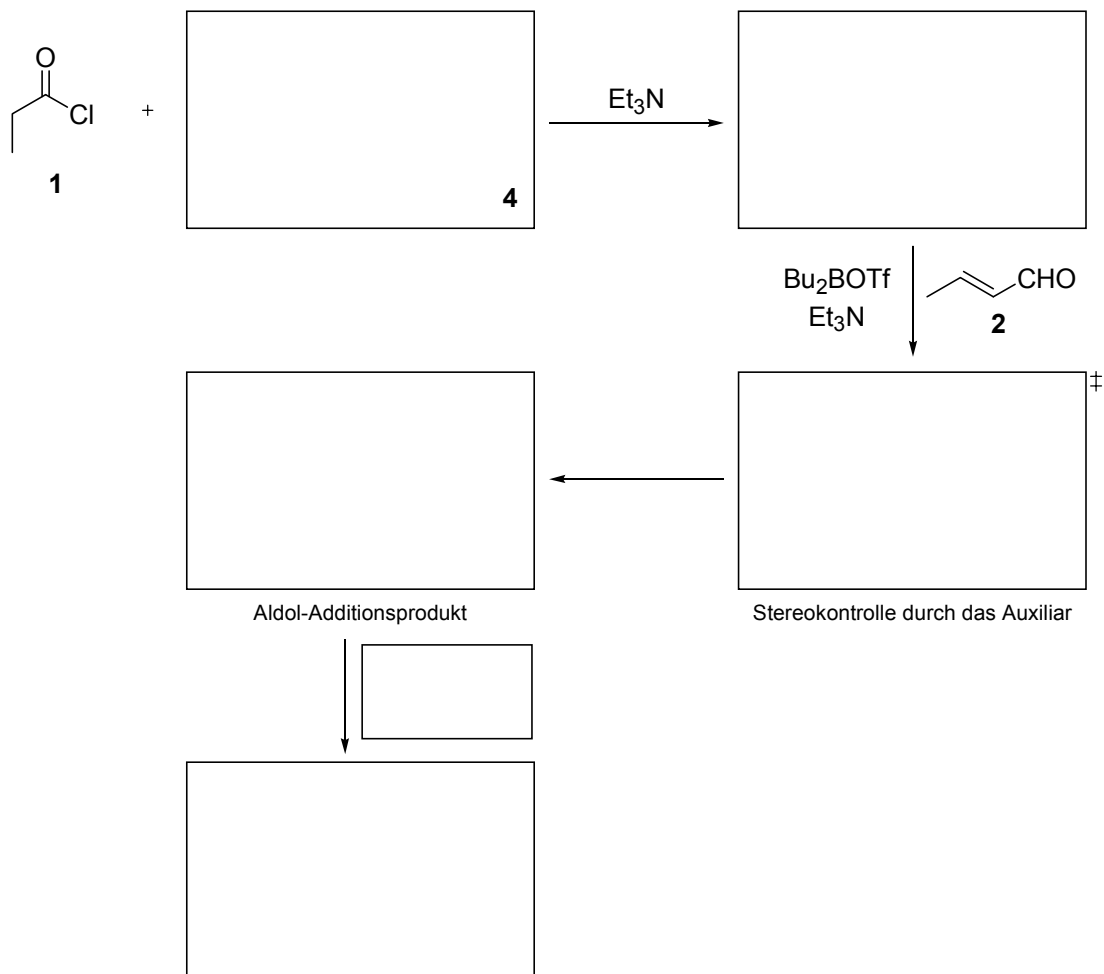 O
Cl
+
1
4
Et₃N
Bu₂BOTf
Et₃N
CHO
2
‡
Aldol-Additionsprodukt
Stereokontrolle durch das Auxiliar